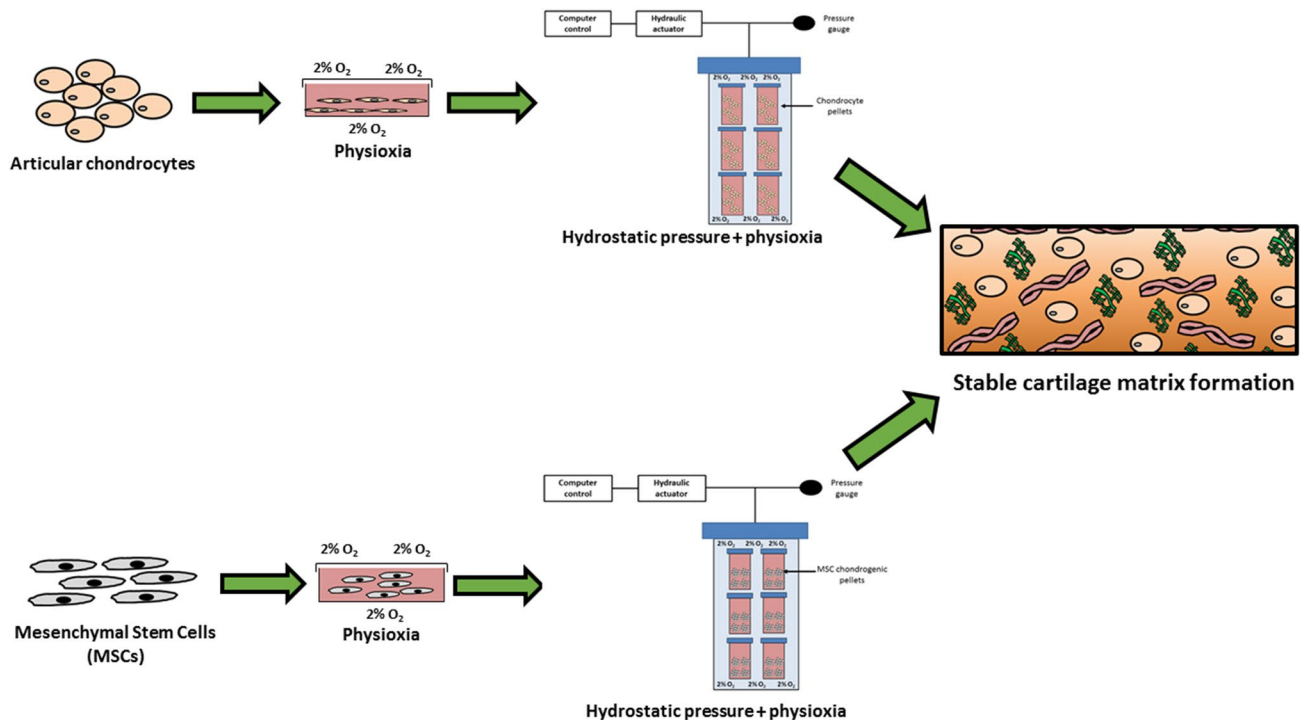 Articular chondrocytes
2% O₂ 2% O₂
2% O₂
Physioxia
Computer
control
Hydraulic
actuator
Pressure
gauge
2% O₂ 2% O₂ 2% O₂
Chondrocyte
pellets
2% O₂ 2% O₂ 2% O₂
Hydrostatic pressure + physioxia
Stable cartilage matrix formation
Mesenchymal Stem Cells
(MSCs)
2% O₂ 2% O₂
2% O₂
Physioxia
Computer
control
Hydraulic
actuator
Pressure
gauge
2% O₂ 2% O₂ 2% O₂
MSC chondrogenic
pellets
2% O₂ 2% O₂ 2% O₂
Hydrostatic pressure + physioxia